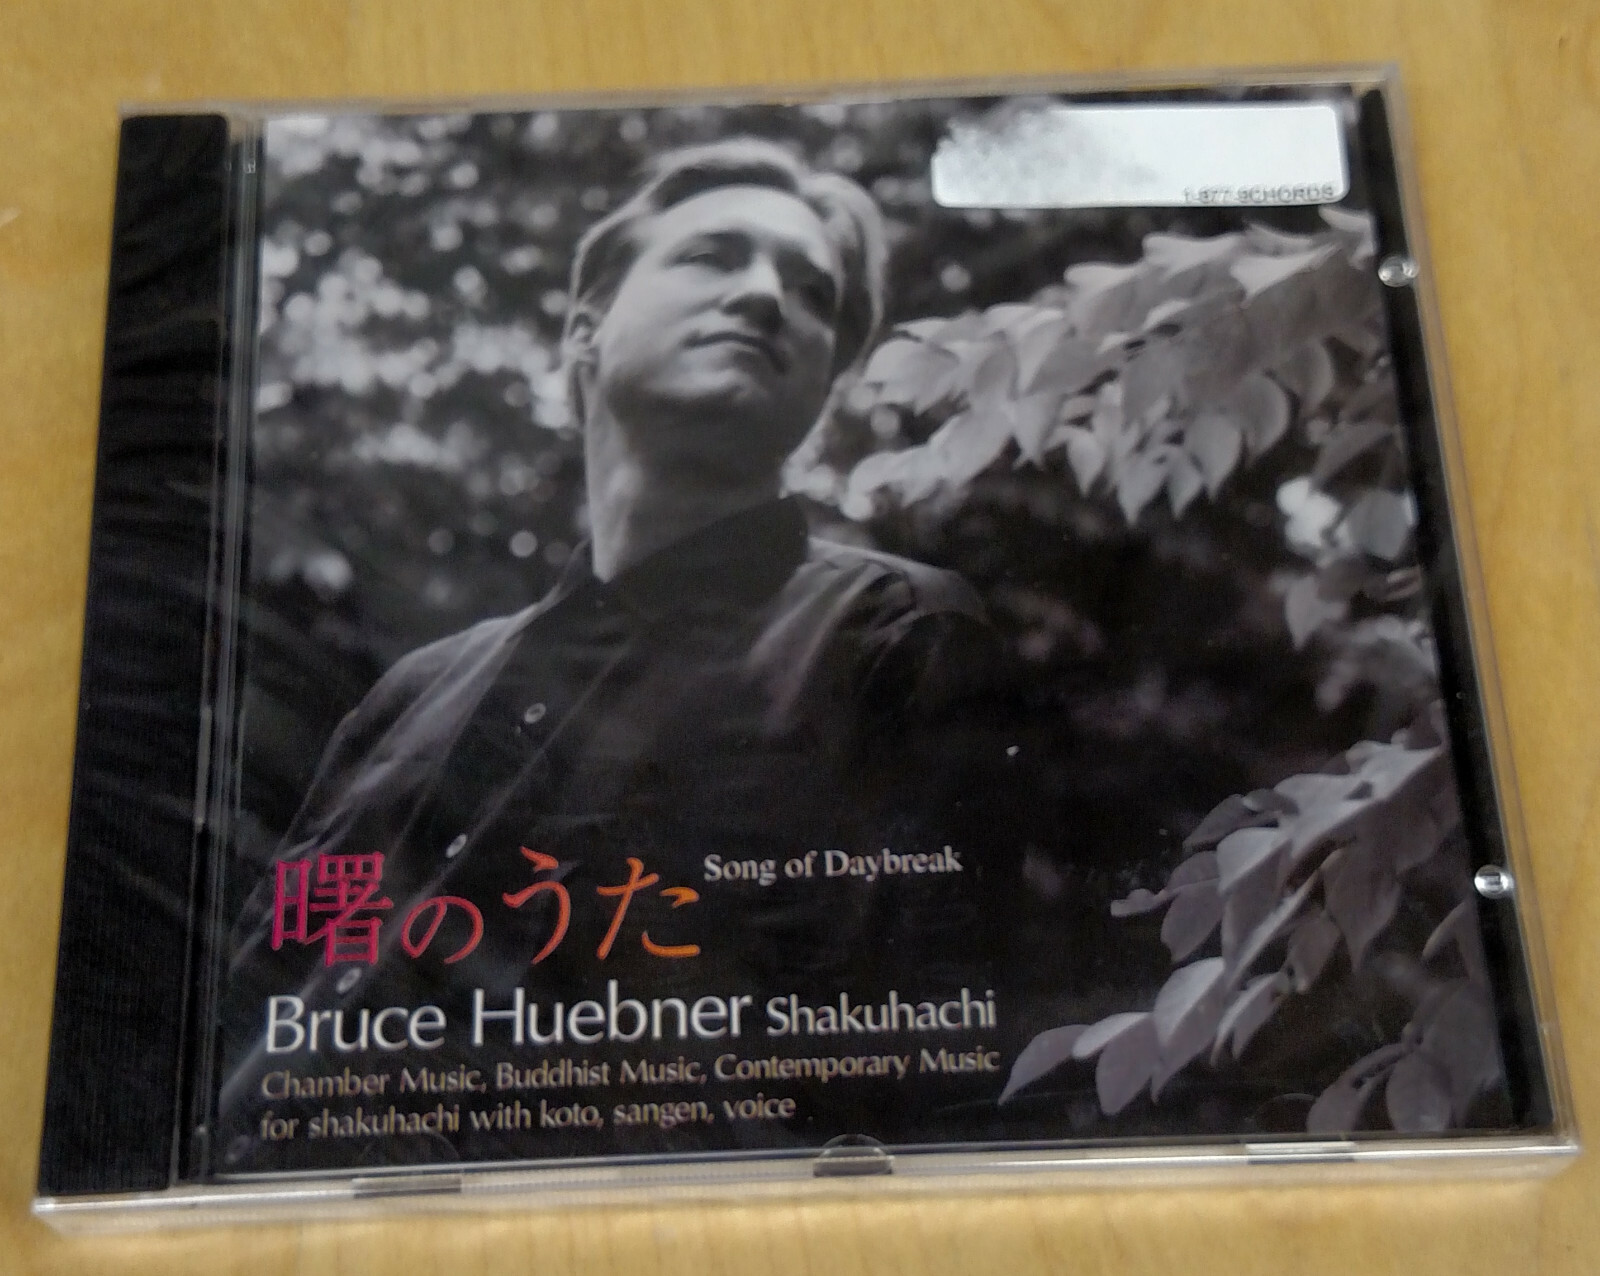 1-877-9CHORDS
曙のうた Song of Daybreak
Bruce Huebner Shakuhachi
Chamber Music, Buddhist Music, Contemporary Music
for shakuhachi with koto, sangen, voice